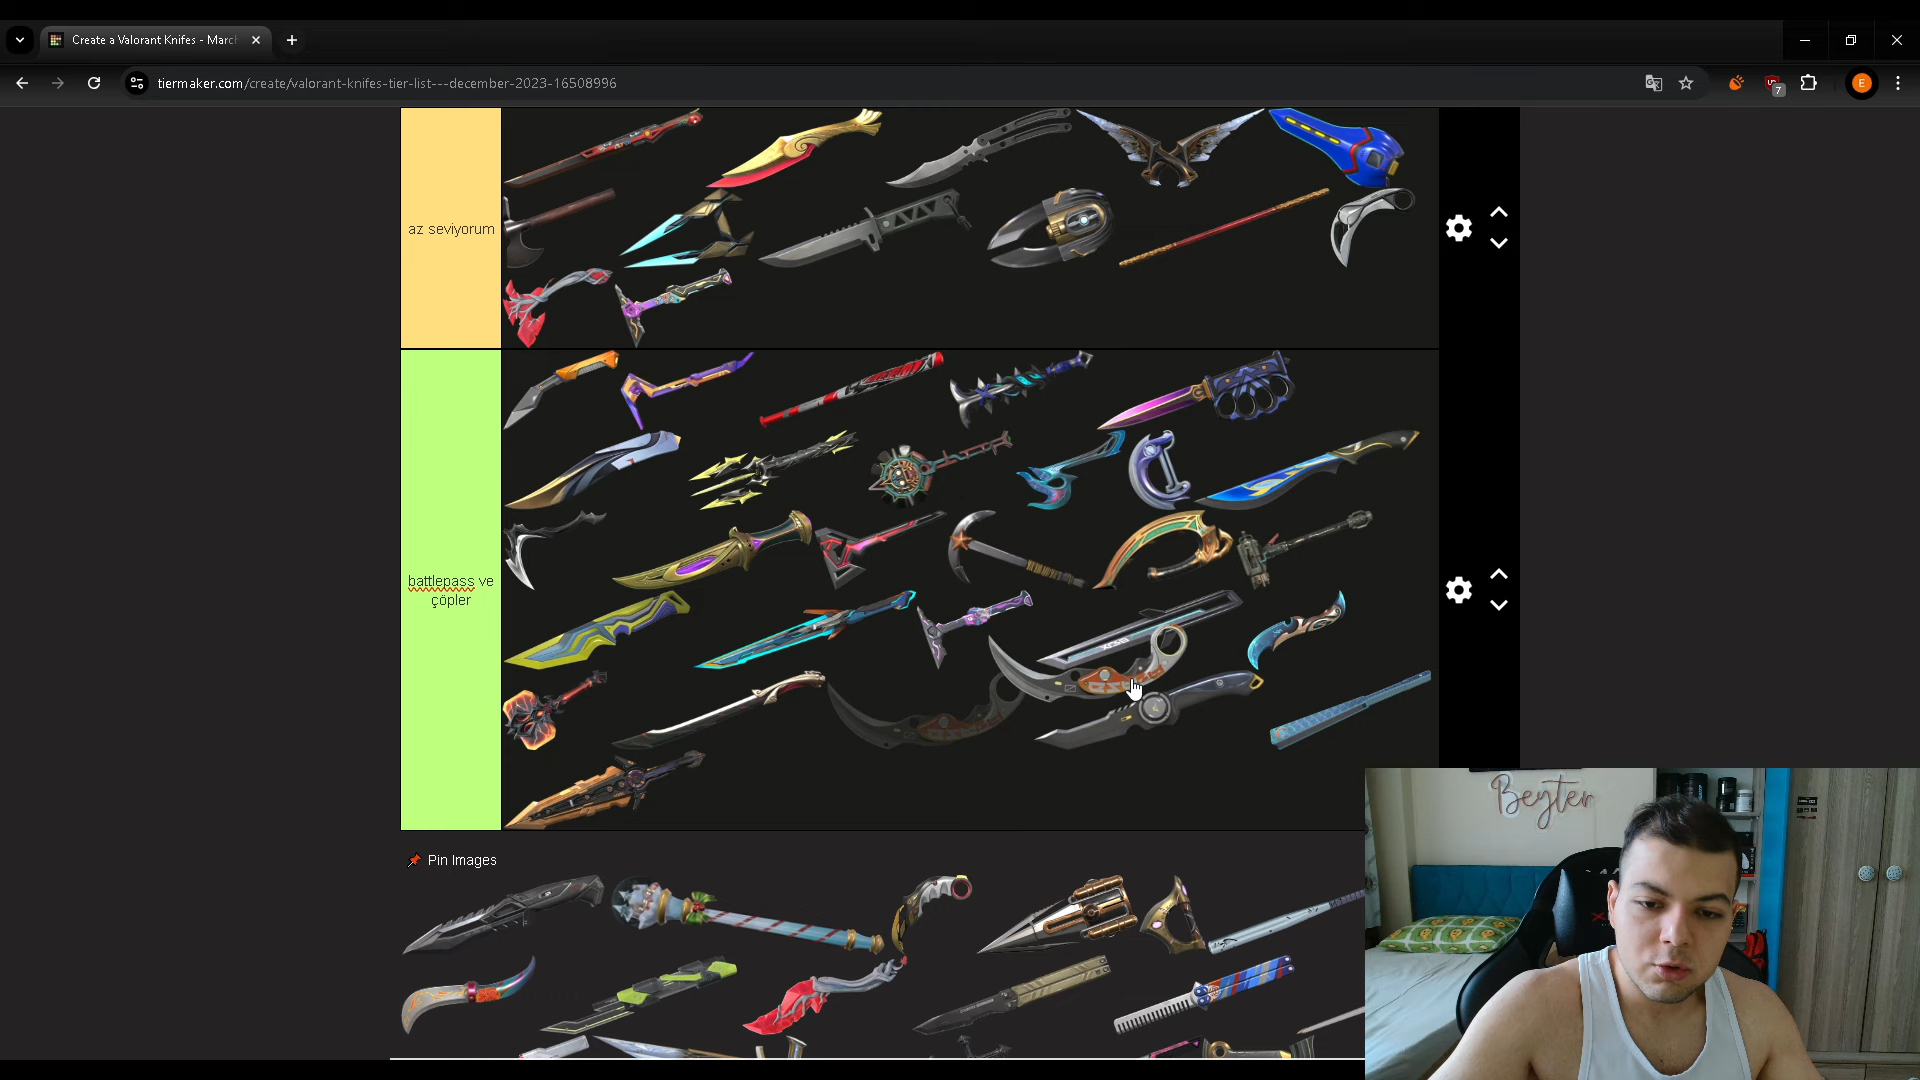 Create a Valorant Knifes - Marc
tiermaker.com/create/valorant-knifes-tier-list---december-2023-16508996
7
E
az seviyorum
battlepass ve
çöpler
Pin Images
Beyter